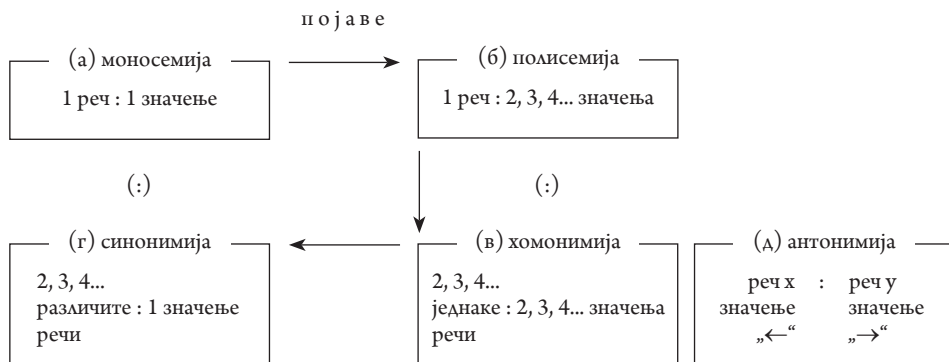 појаве
(а) моносемија
1 реч : 1 значење
(б) полисемија
1 реч : 2, 3, 4... значења
(:)
(:)
(г) синонимија
2, 3, 4...
различите : 1 значење
речи
(в) хомонимија
2, 3, 4...
једнаке : 2, 3, 4... значења
речи
(д) антонимија
реч x : реч y
значење значење
„←“ „→“